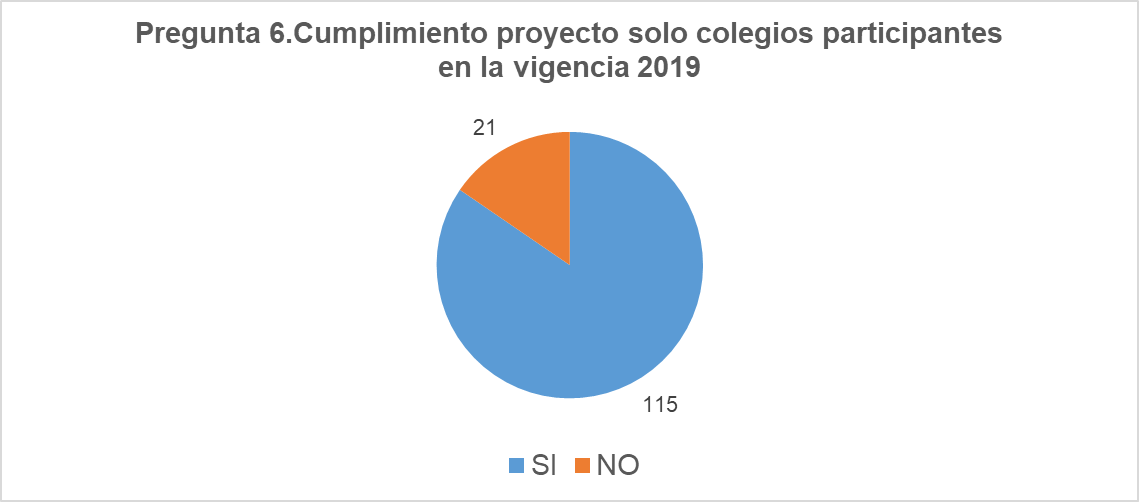 Pregunta 6.Cumplimiento proyecto solo colegios participantes
en la vigencia 2019
21
115
SI NO